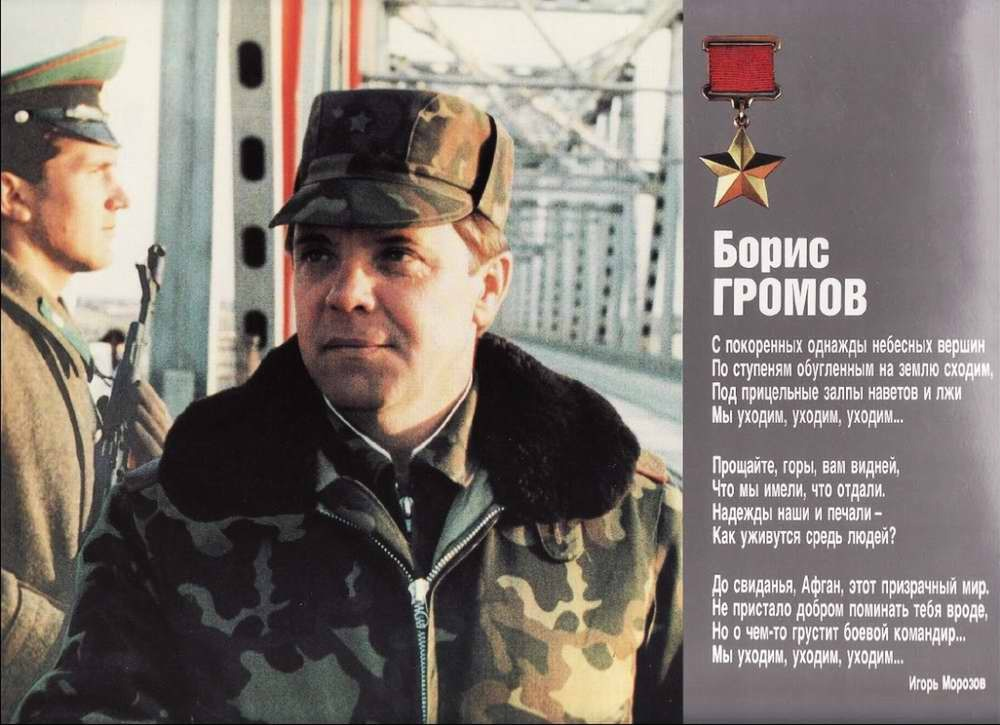 Борис
ГРОМОВ
С покоренных однажды небесных вершин
По ступеням обугленным на землю сходим,
Под прицельные залпы наветов и лжи
Мы уходим, уходим, уходим...
Прощайте, горы, вам видней,
Что мы имели, что отдали.
Надежды наши и печали –
Как уживутся средь людей?
До свиданья, Афган, этот призрачный мир.
Не пристало добром поминать тебя вроде,
Но о чем-то грустит боевой командир...
Мы уходим, уходим, уходим...
Игорь Морозов